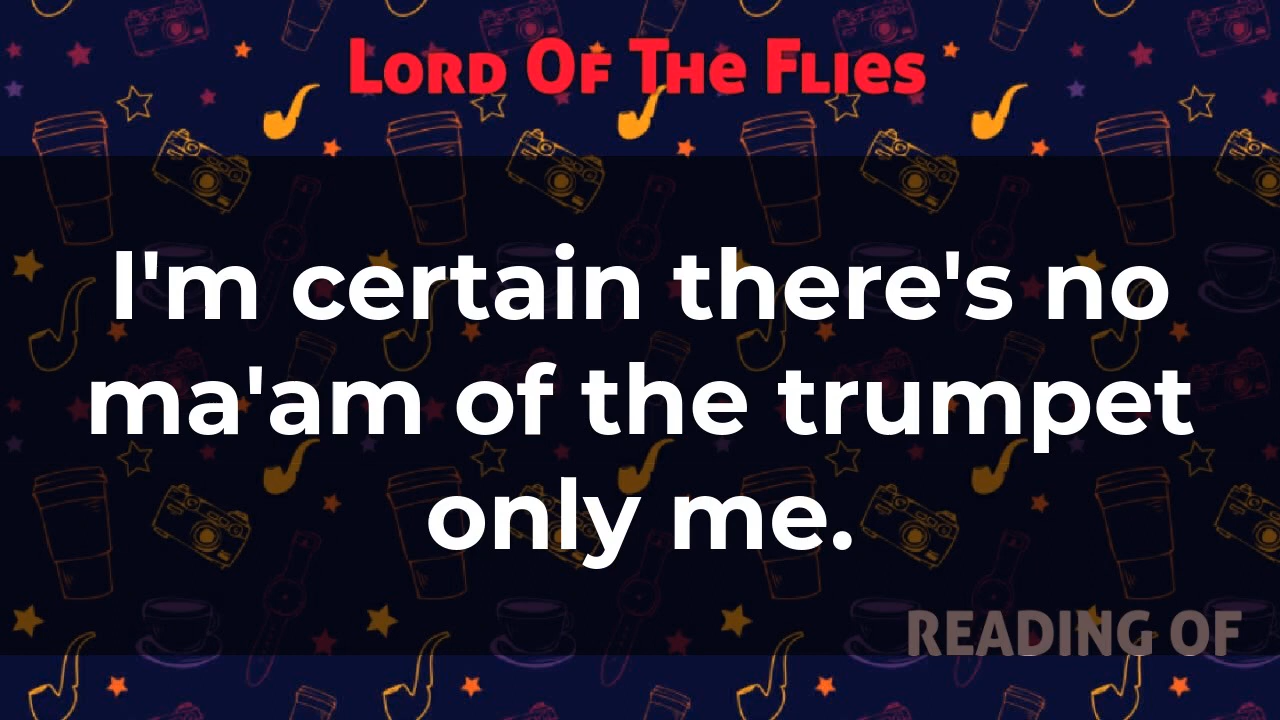 Lord Of The Flies
I'm certain there's no
ma'am of the trumpet
only me.
READING OF